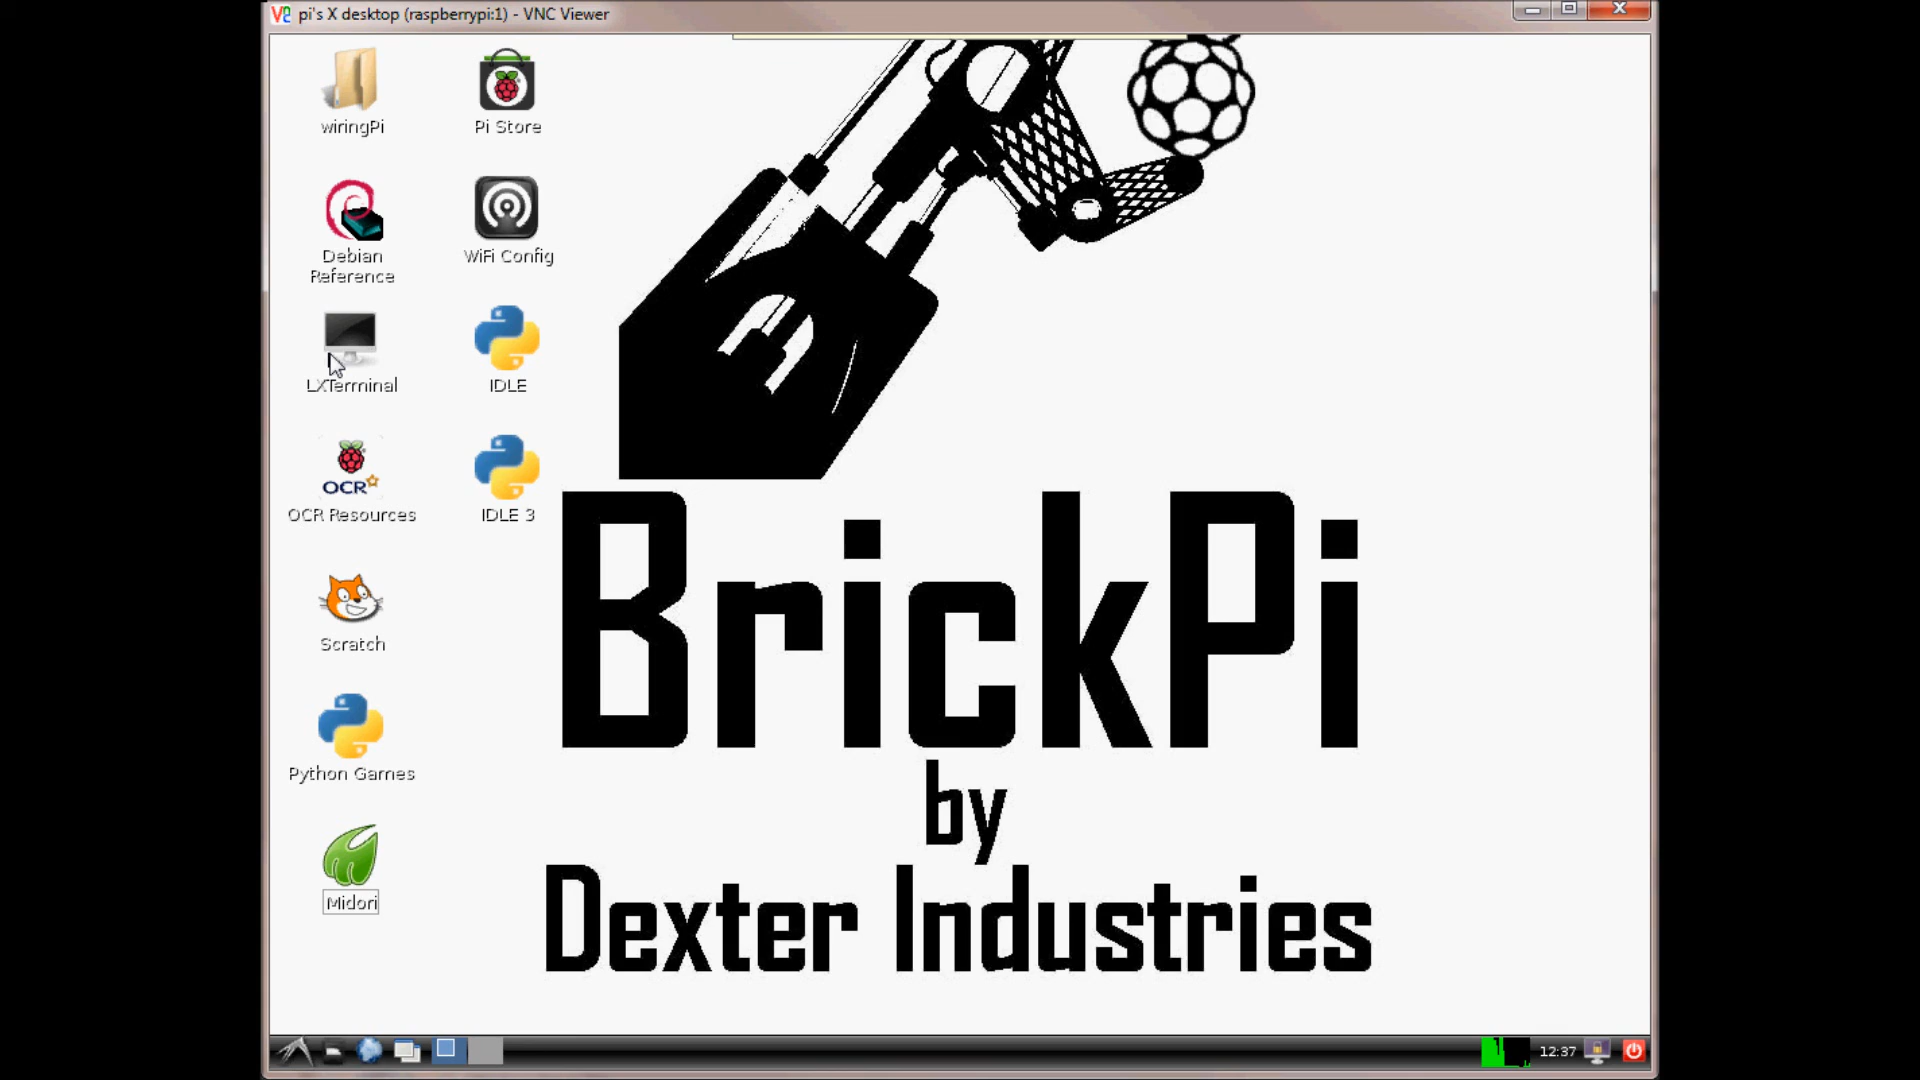 pi's X desktop (raspberrypi:1) - VNC Viewer
wiringPi
Pi Store
Debian
Reference
WiFi Config
LXTerminal
IDLE
OCR
OCR Resources
IDLE 3
Scratch
Python Games
Midori
BrickPi
by
Dexter Industries
12:37